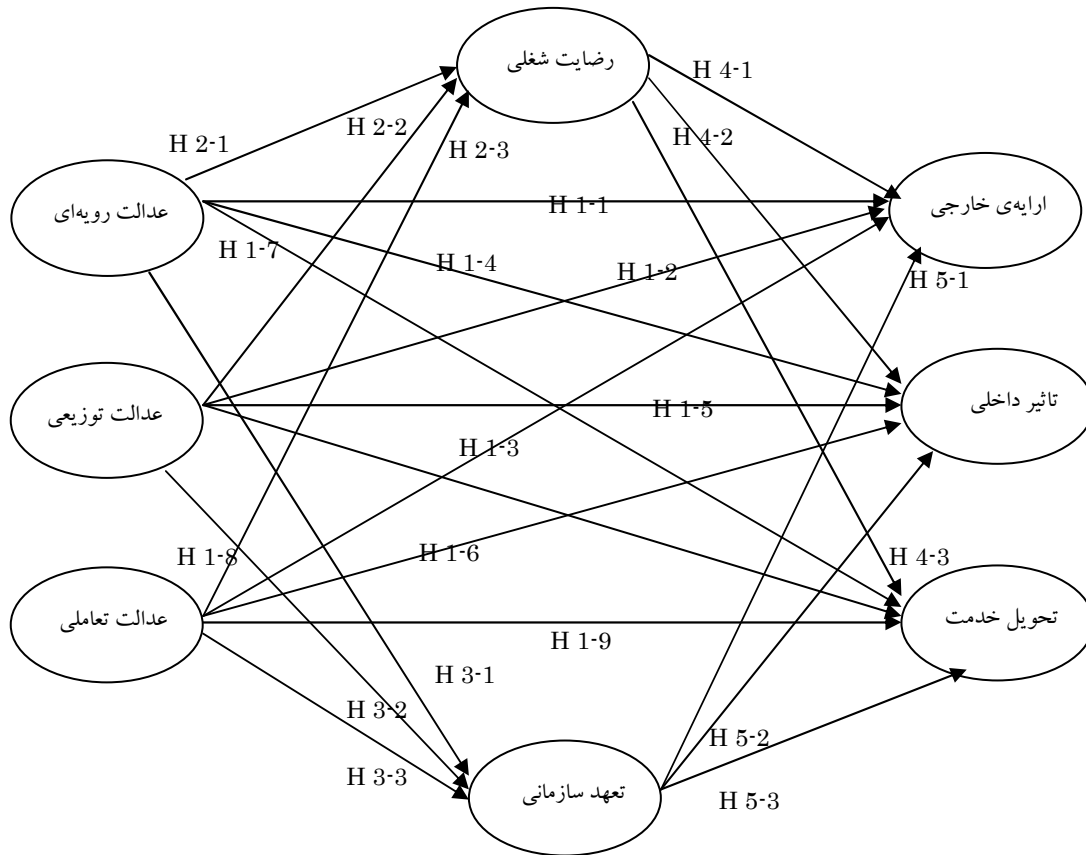 رضایت شغلی
H 4-1
H 2-2
H 4-2
H 2-1
H 2-3
عدالت رویه‌ای
H 1-1
ارایه‌ی خارجی
H 1-7
H 1-4
H 1-2
H 5-1
عدالت توزیعی
H 1-5
تاثیر داخلی
H 1-3
H 1-8
H 1-6
H 4-3
عدالت تعاملی
H 1-9
تحویل خدمت
H 3-1
H 3-2
H 5-2
H 3-3
تعهد سازمانی
H 5-3